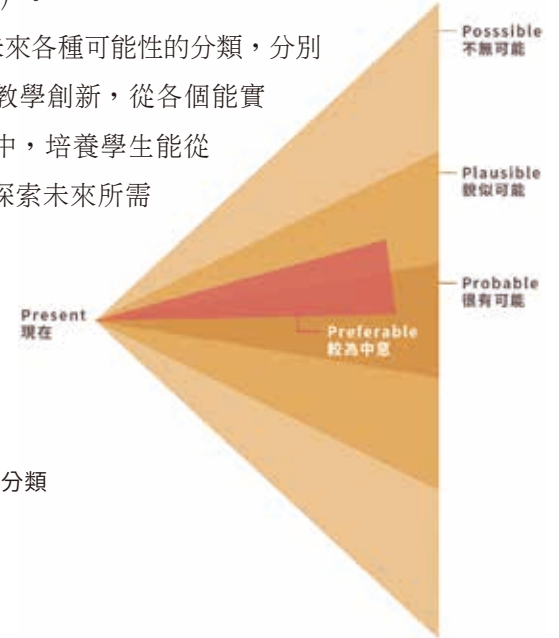 ）。
未來各種可能性的分類，分別
教學創新，從各個能實
中，培養學生能從
探索未來所需
Posssible
不無可能
Plausible
貌似可能
Probable
很有可能
Present
現在
Preferable
較為中意
分類